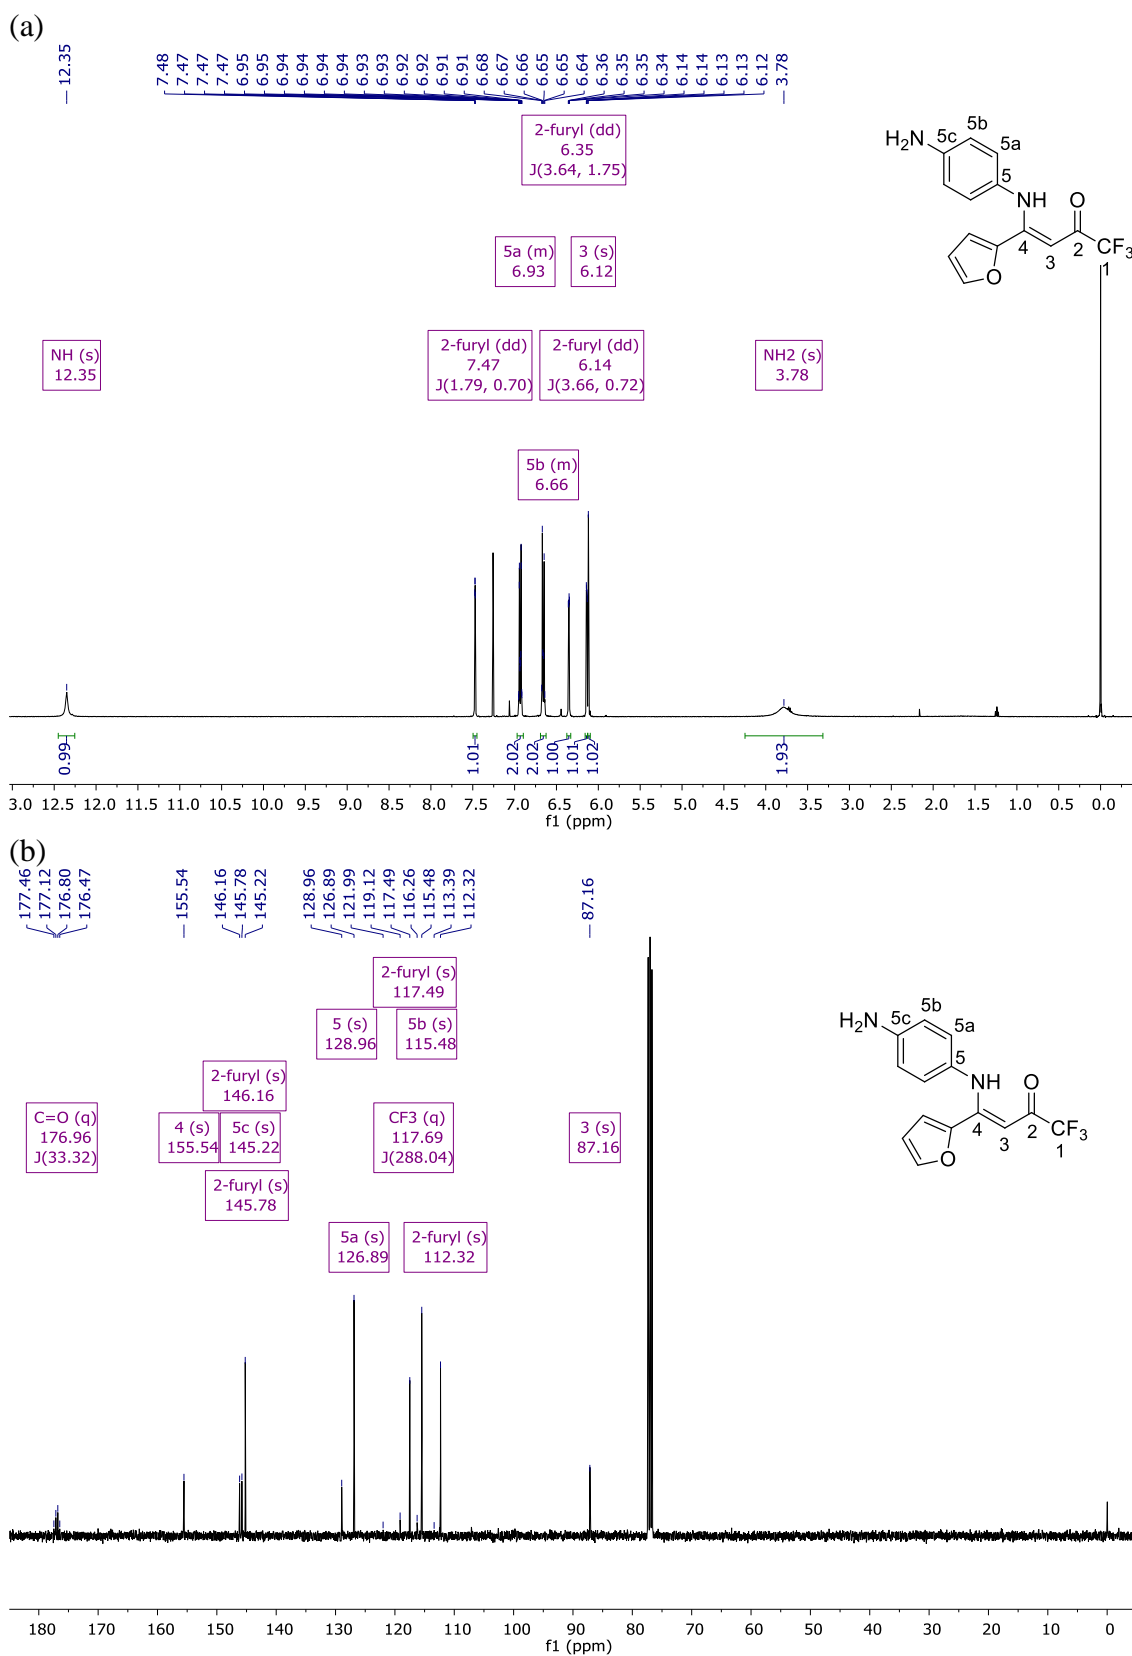 (a)
12.35
7.48
7.47
7.47
7.47
6.95
6.95
6.94
6.94
6.94
6.94
6.93
6.93
6.92
6.92
6.91
6.91
6.68
6.67
6.66
6.65
6.65
6.64
6.36
6.35
6.35
6.34
6.14
6.14
6.13
6.13
6.12
3.78
2-furyl (dd)
6.35
J(3.64, 1.75)
5a (m)
6.93
3 (s)
6.12
NH (s)
12.35
2-furyl (dd)
7.47
J(1.79, 0.70)
2-furyl (dd)
6.14
J(3.66, 0.72)
NH2 (s)
3.78
5b (m)
6.66
H2N
5c
5b
5a
5
NH
O
4
3
2
CF3
1
O
0.99
1.01
2.02
2.02
1.00
1.01
1.02
1.93
3.0 12.5 12.0 11.5 11.0 10.5 10.0 9.5 9.0 8.5 8.0 7.5 7.0 6.5 6.0 5.5 5.0 4.5 4.0 3.5 3.0 2.5 2.0 1.5 1.0 0.5 0.0
f1 (ppm)
(b)
177.46
177.12
176.80
176.47
155.54
146.16
145.78
145.22
128.96
126.89
121.99
119.12
117.49
116.26
115.48
113.39
112.32
87.16
2-furyl (s)
117.49
5 (s)
128.96
5b (s)
115.48
2-furyl (s)
146.16
C=O (q)
176.96
J(33.32)
4 (s)
155.54
5c (s)
145.22
CF3 (q)
117.69
J(288.04)
3 (s)
87.16
2-furyl (s)
145.78
5a (s)
126.89
2-furyl (s)
112.32
H2N
5c
5b
5a
5
NH
O
4
3
2
CF3
1
O
180 170 160 150 140 130 120 110 100 90 80 70 60 50 40 30 20 10 0
f1 (ppm)